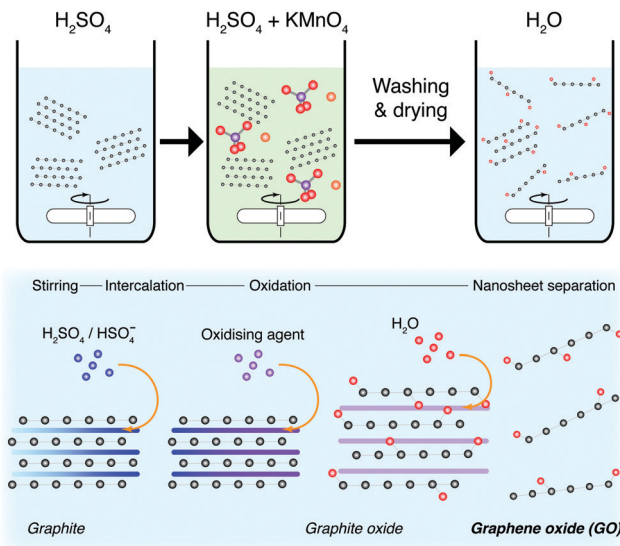 H₂SO₄
H₂SO₄ + KMnO₄
H₂O
Washing
& drying
Stirring — Intercalation — Oxidation — Nanosheet separation
H₂SO₄ / HSO₄⁻
Oxidising agent
H₂O
Graphite
Graphite oxide
Graphene oxide (GO)